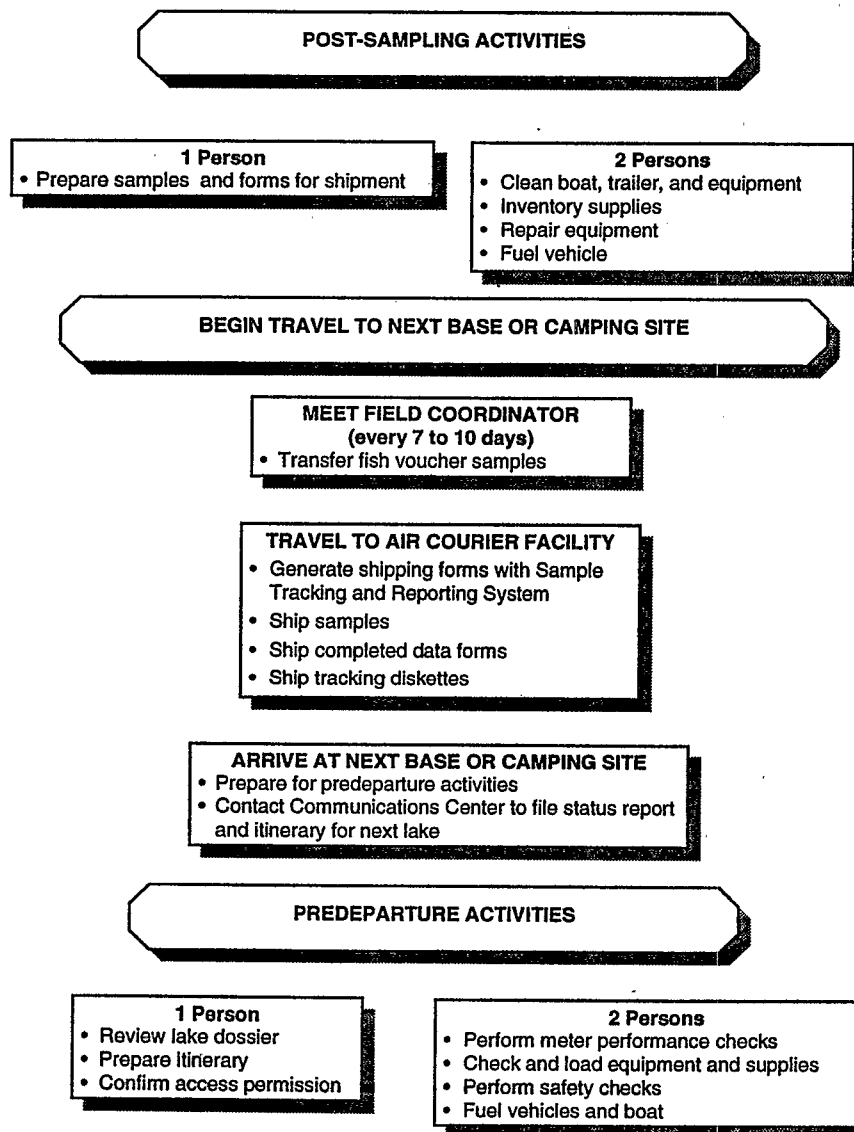 POST-SAMPLING ACTIVITIES
1 Person
• Prepare samples and forms for shipment
2 Persons
• Clean boat, trailer, and equipment
• Inventory supplies
• Repair equipment
• Fuel vehicle
BEGIN TRAVEL TO NEXT BASE OR CAMPING SITE
MEET FIELD COORDINATOR
(every 7 to 10 days)
• Transfer fish voucher samples
TRAVEL TO AIR COURIER FACILITY
• Generate shipping forms with Sample
Tracking and Reporting System
• Ship samples
• Ship completed data forms
• Ship tracking diskettes
ARRIVE AT NEXT BASE OR CAMPING SITE
• Prepare for predeparture activities
• Contact Communications Center to file status report
and itinerary for next lake
PREDEPARTURE ACTIVITIES
1 Person
• Review lake dossier
• Prepare itinerary
• Confirm access permission
2 Persons
• Perform meter performance checks
• Check and load equipment and supplies
• Perform safety checks
• Fuel vehicles and boat